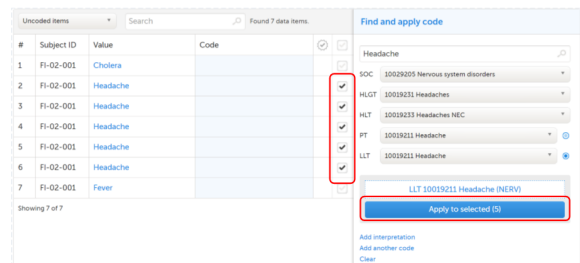 Uncoded items Search Found 7 data items.
# Subject ID Value Code
1 FI-02-001 Cholera
2 FI-02-001 Headache
3 FI-02-001 Headache
4 FI-02-001 Headache
5 FI-02-001 Headache
6 FI-02-001 Headache
7 FI-02-001 Fever
Showing 7 of 7
Find and apply code
Headache
SOC 10029205 Nervous system disorders
HLGT 10019231 Headaches
HLT 10019233 Headaches NEC
PT 10019211 Headache
LLT 10019211 Headache
LLT 10019211 Headache (NERV)
Apply to selected (5)
Add interpretation
Add another code
Clear